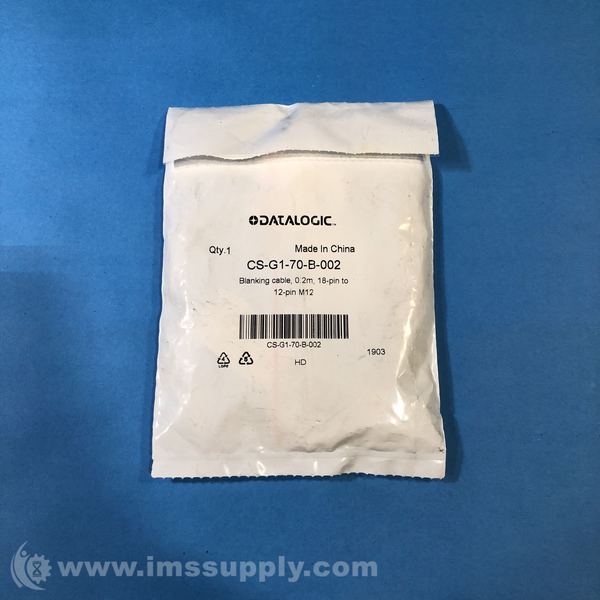 DATALOGIC™
Qty.1 Made In China
CS-G1-70-B-002
Blanking cable, 0.2m, 18-pin to
12-pin M12
CS-G1-70-B-002
1903
HD
www.imssupply.com